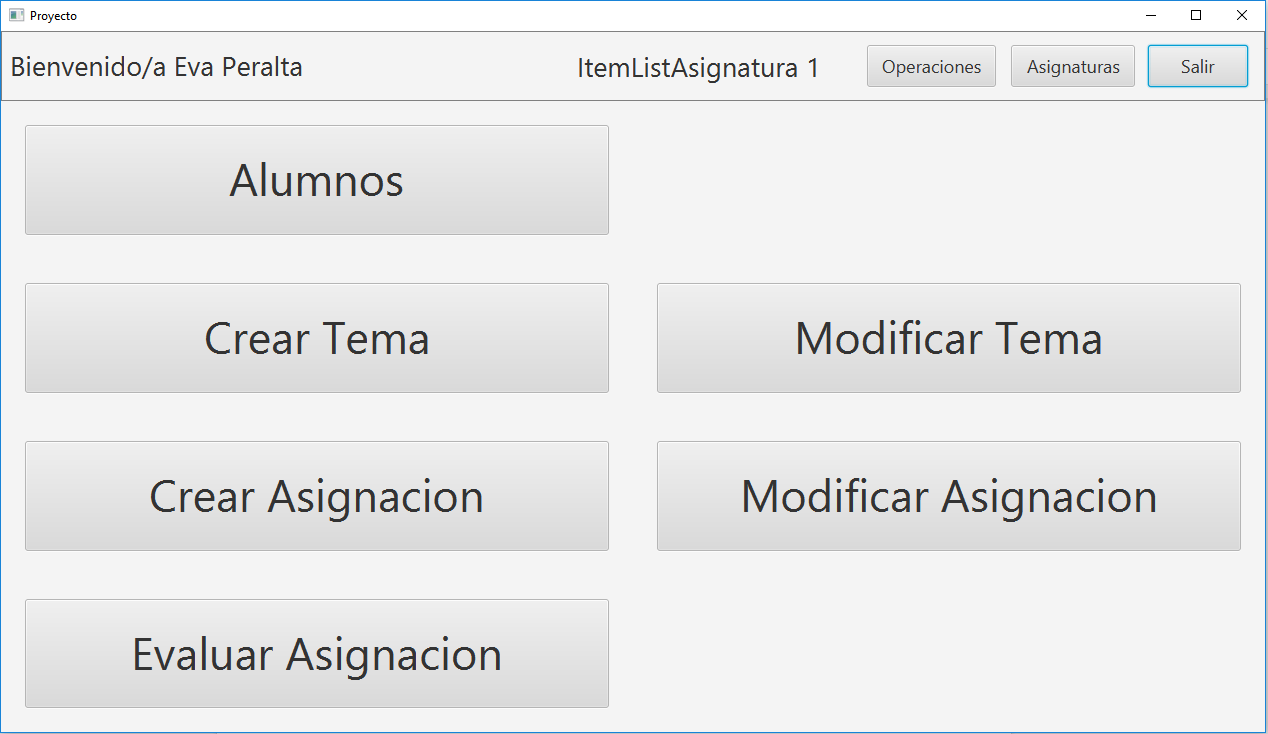 Proyecto
Bienvenido/a Eva Peralta
ItemListAsignatura 1
Operaciones
Asignaturas
Salir
Alumnos
Crear Tema
Modificar Tema
Crear Asignacion
Modificar Asignacion
Evaluar Asignacion